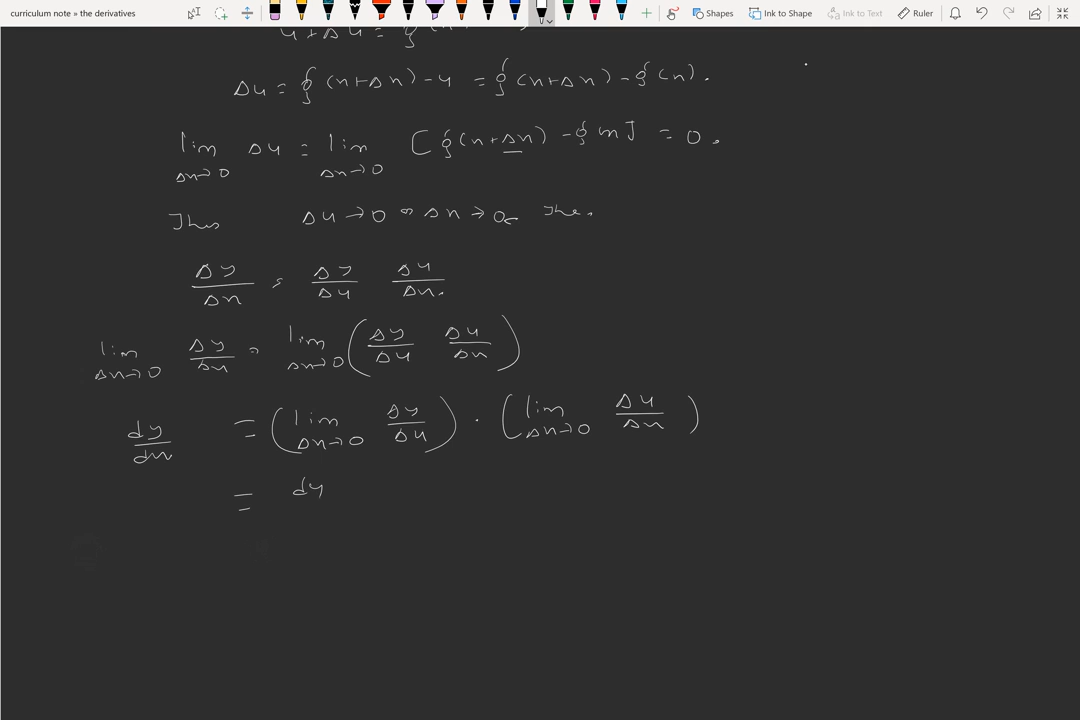 curriculum note » the derivatives
Shapes Ink to Shape Ink to Text Ruler
Δu = g(x+Δx) - u = g(x+Δx) - g(x).
lim Δx→0 Δu = lim Δx→0 [g(x+Δx) - g(x)] = 0.
Thus Δu → 0 as Δx → 0
Δy/Δx = Δy/Δu Δu/Δx.
lim Δx→0 Δy/Δx = lim Δx→0 (Δy/Δu Δu/Δx)
dy/dx = (lim Δx→0 Δy/Δu) · (lim Δx→0 Δu/Δx)
= dy